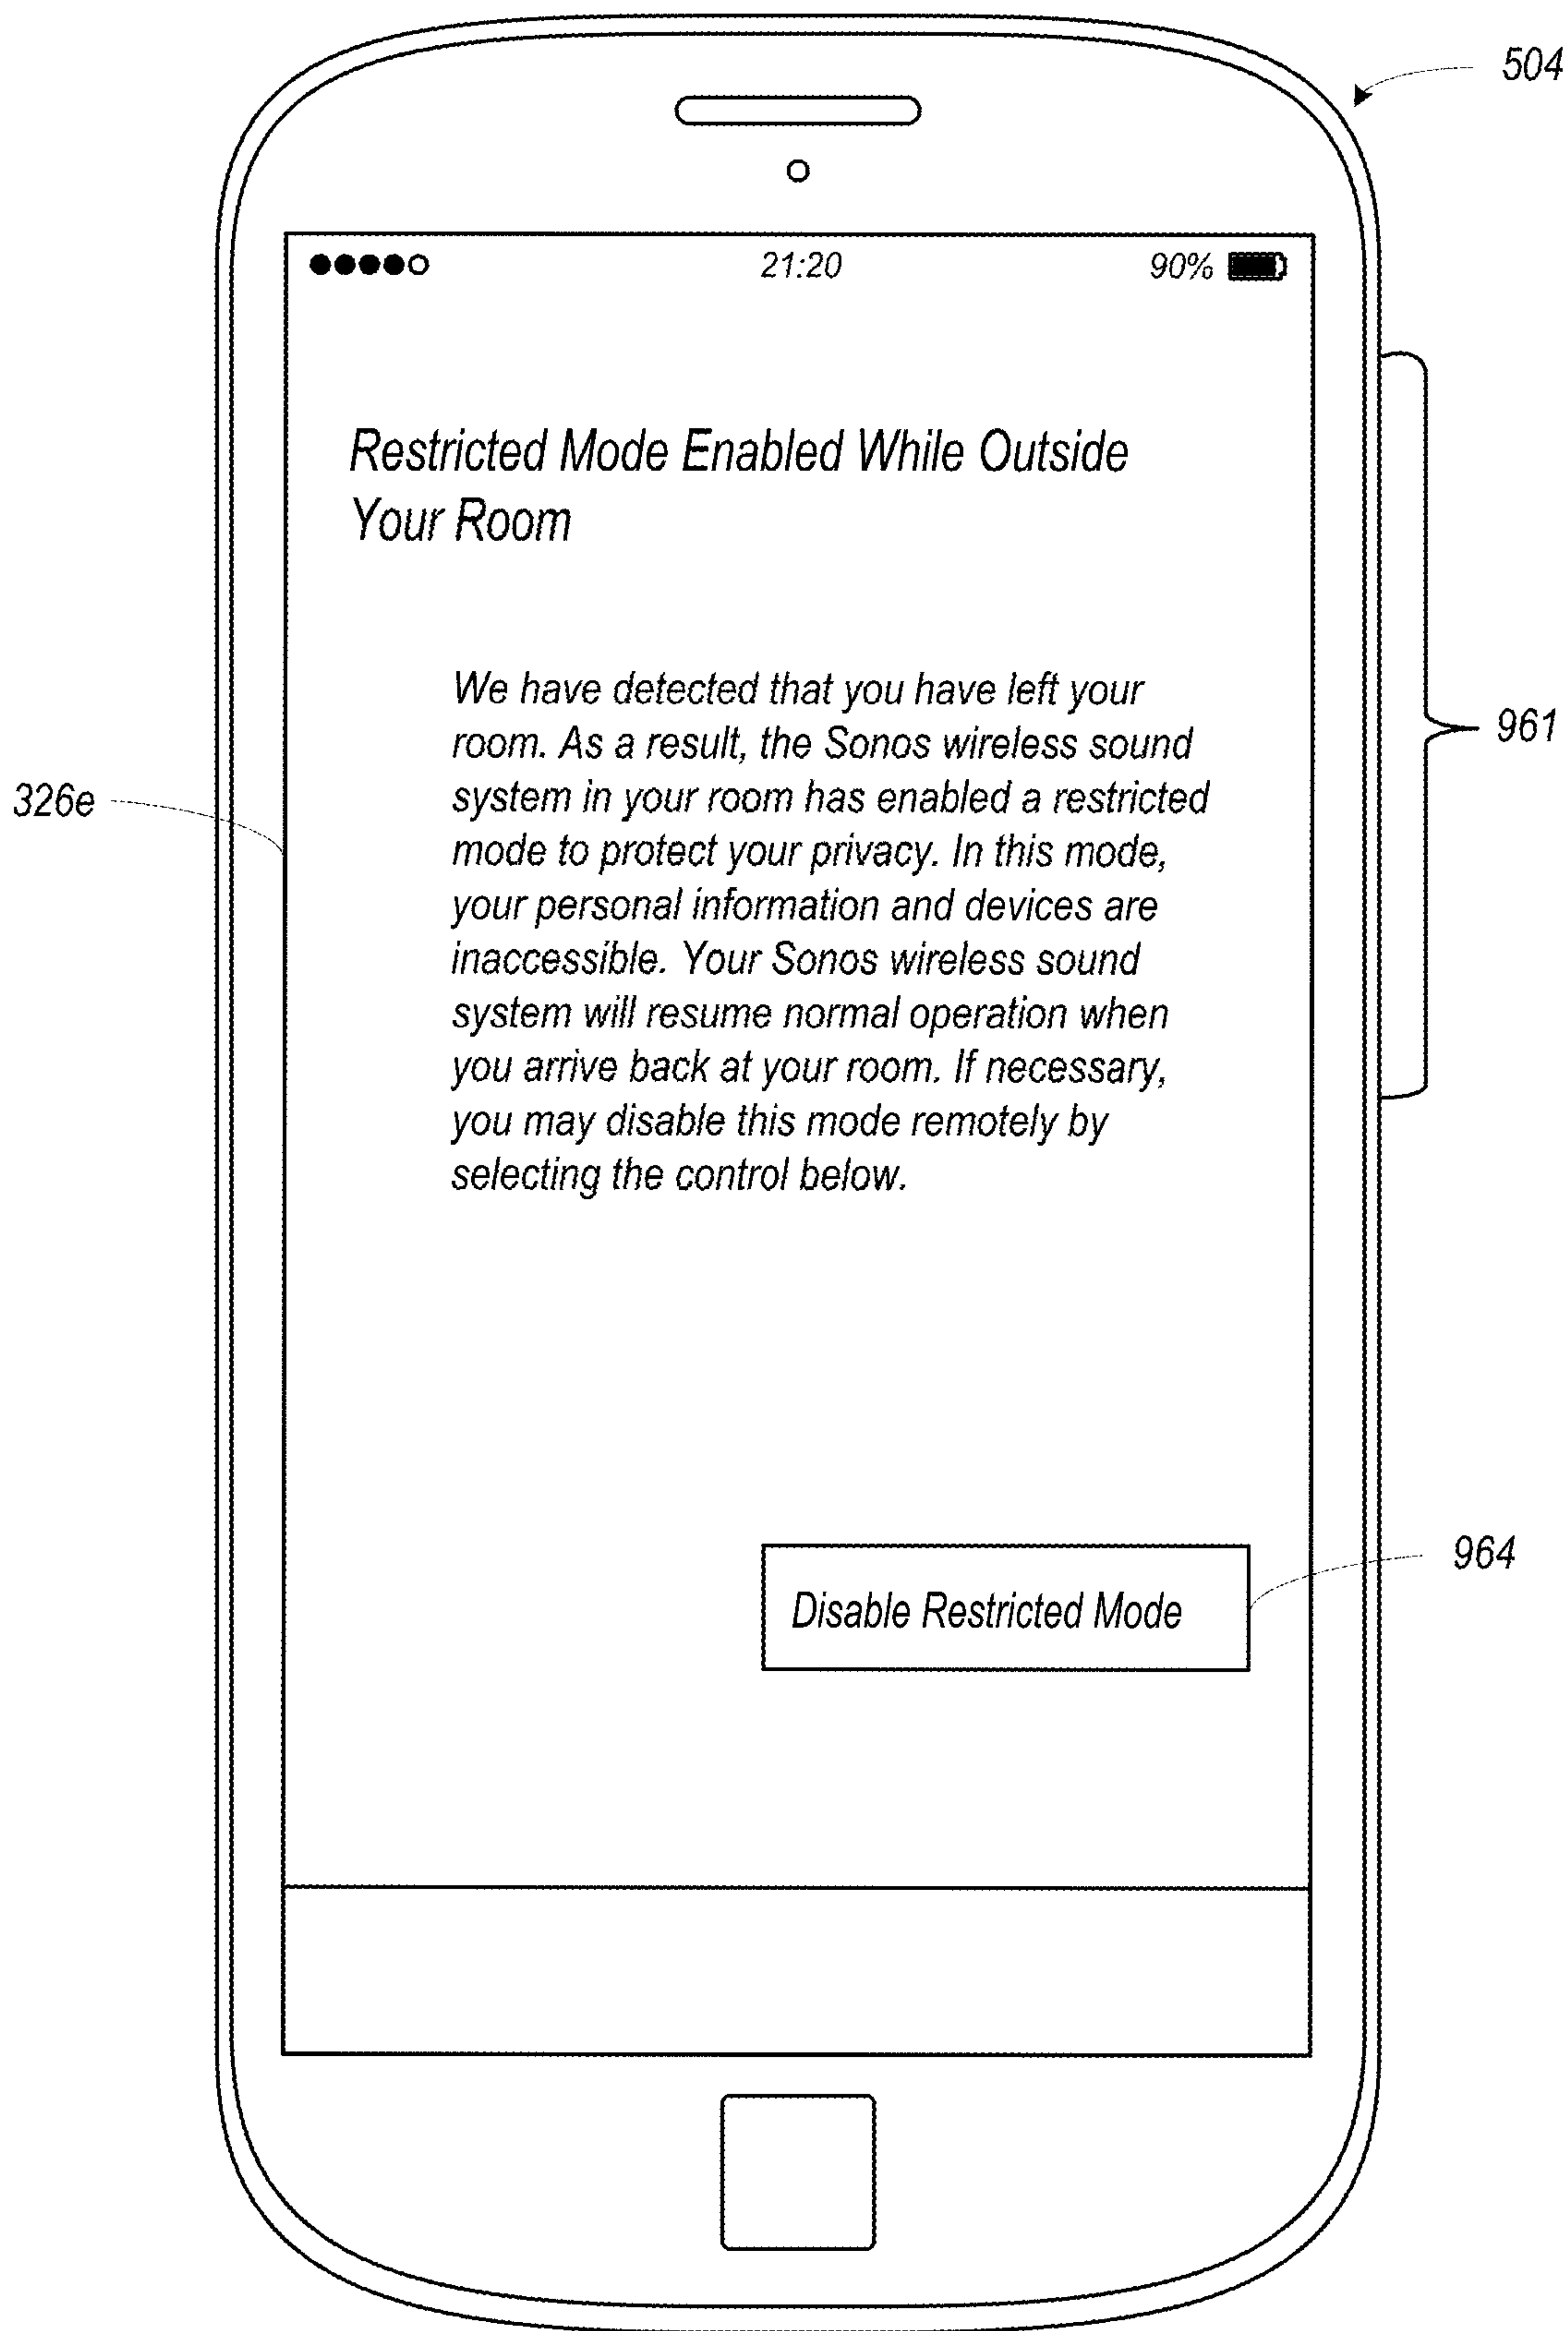 504
21:20
90%
Restricted Mode Enabled While Outside
Your Room
We have detected that you have left your
room. As a result, the Sonos wireless sound
system in your room has enabled a restricted
mode to protect your privacy. In this mode,
your personal information and devices are
inaccessible. Your Sonos wireless sound
system will resume normal operation when
you arrive back at your room. If necessary,
you may disable this mode remotely by
selecting the control below.
961
326e
964
Disable Restricted Mode